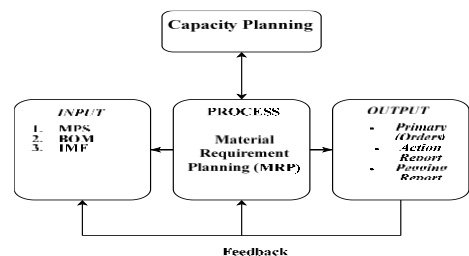 Capacity Planning
INPUT
1. MPS
2. BOM
3. IMF
PROCESS
Material
Requirement
Planning (MRP)
OUTPUT
- Primary
(Orders)
- Action
Report
- Pegging
Report
Feedback